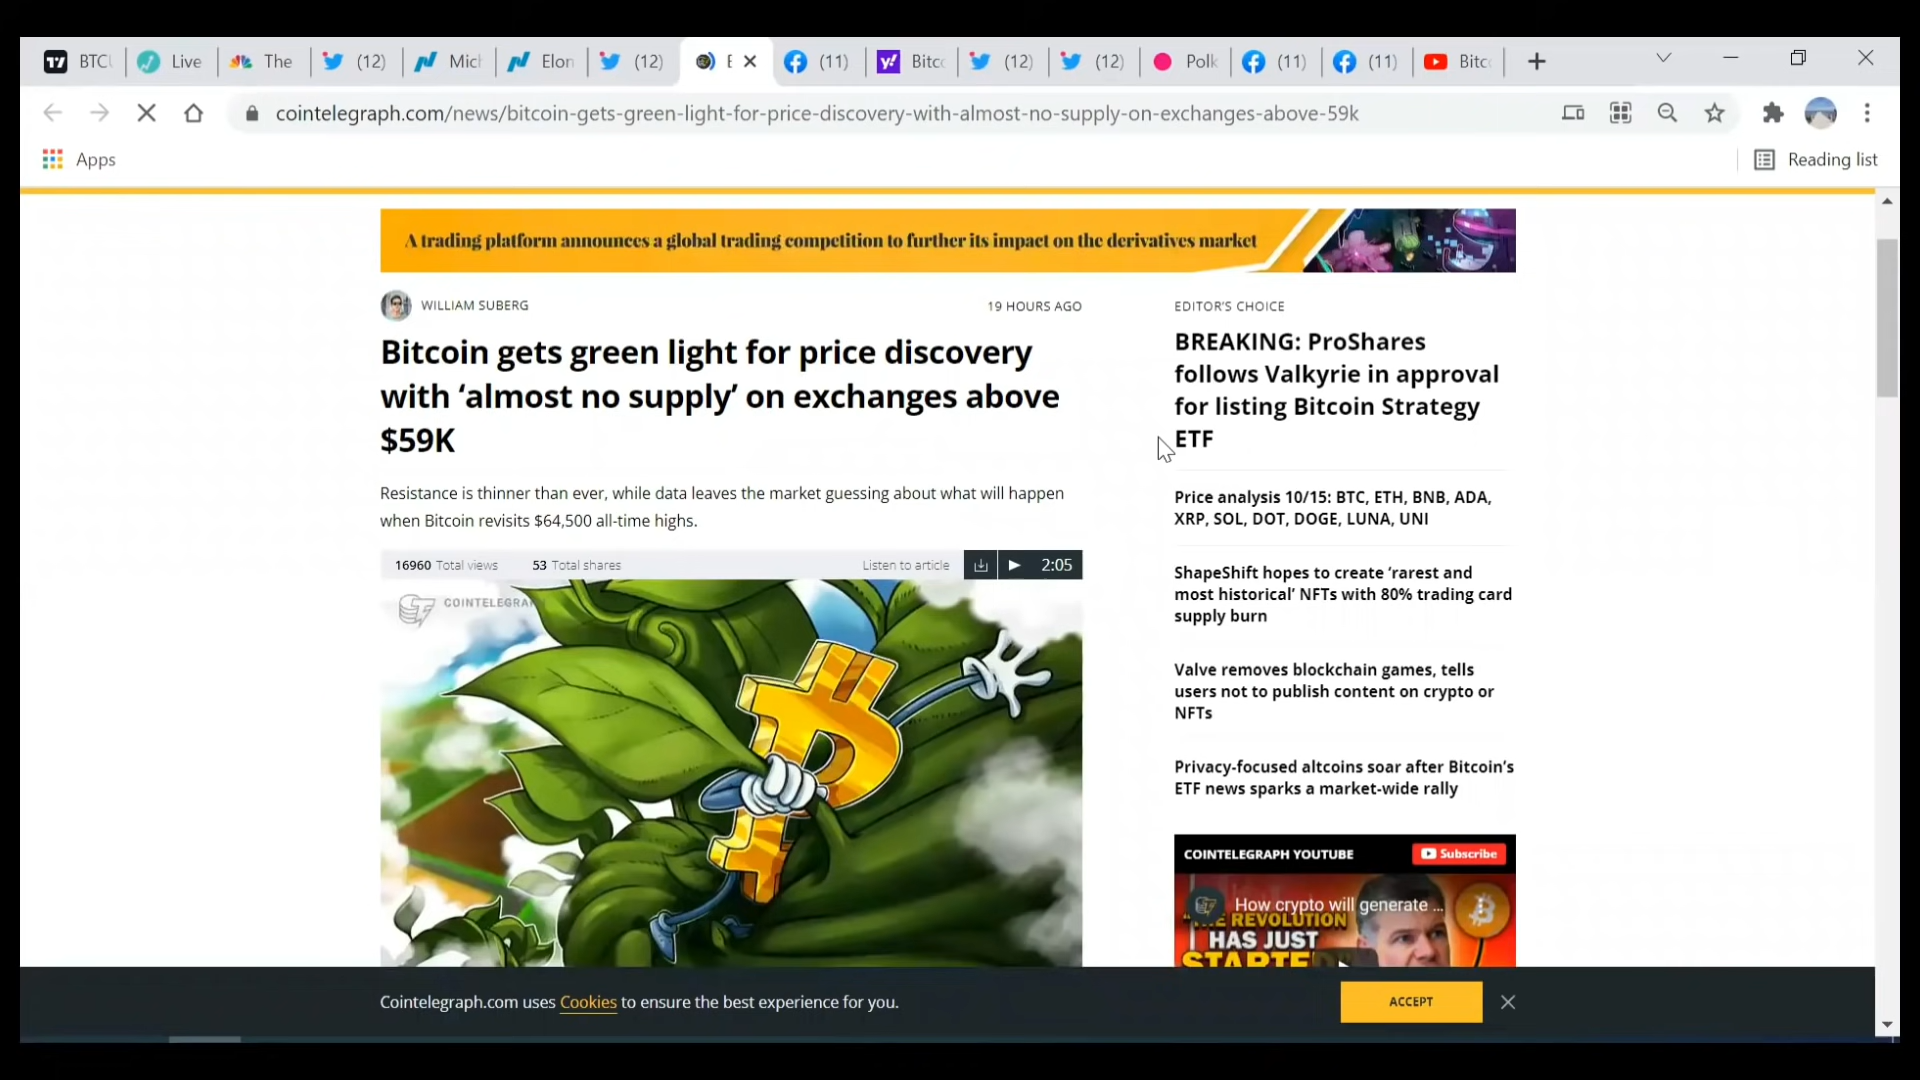 BTC
Live
The
(12)
Mic
Elon
(12)
(11)
Bitc
(12)
(12)
Polk
(11)
(11)
Bitc
cointelegraph.com/news/bitcoin-gets-green-light-for-price-discovery-with-almost-no-supply-on-exchanges-above-59k
Apps
Reading list
A trading platform announces a global trading competition to further its impact on the derivatives market
WILLIAM SUBERG
19 HOURS AGO
Bitcoin gets green light for price discovery
with ‘almost no supply’ on exchanges above
$59K
Resistance is thinner than ever, while data leaves the market guessing about what will happen
when Bitcoin revisits $64,500 all-time highs.
16960 Total views
53 Total shares
Listen to article
2:05
COINTELEGRA
EDITOR’S CHOICE
BREAKING: ProShares
follows Valkyrie in approval
for listing Bitcoin Strategy
ETF
Price analysis 10/15: BTC, ETH, BNB, ADA,
XRP, SOL, DOT, DOGE, LUNA, UNI
ShapeShift hopes to create ‘rarest and
most historical’ NFTs with 80% trading card
supply burn
Valve removes blockchain games, tells
users not to publish content on crypto or
NFTs
Privacy-focused altcoins soar after Bitcoin’s
ETF news sparks a market-wide rally
COINTELEGRAPH YOUTUBE
Subscribe
How crypto will generate ...
REVOLUTION
HAS JUST
STARTE
Cointelegraph.com uses Cookies to ensure the best experience for you.
ACCEPT